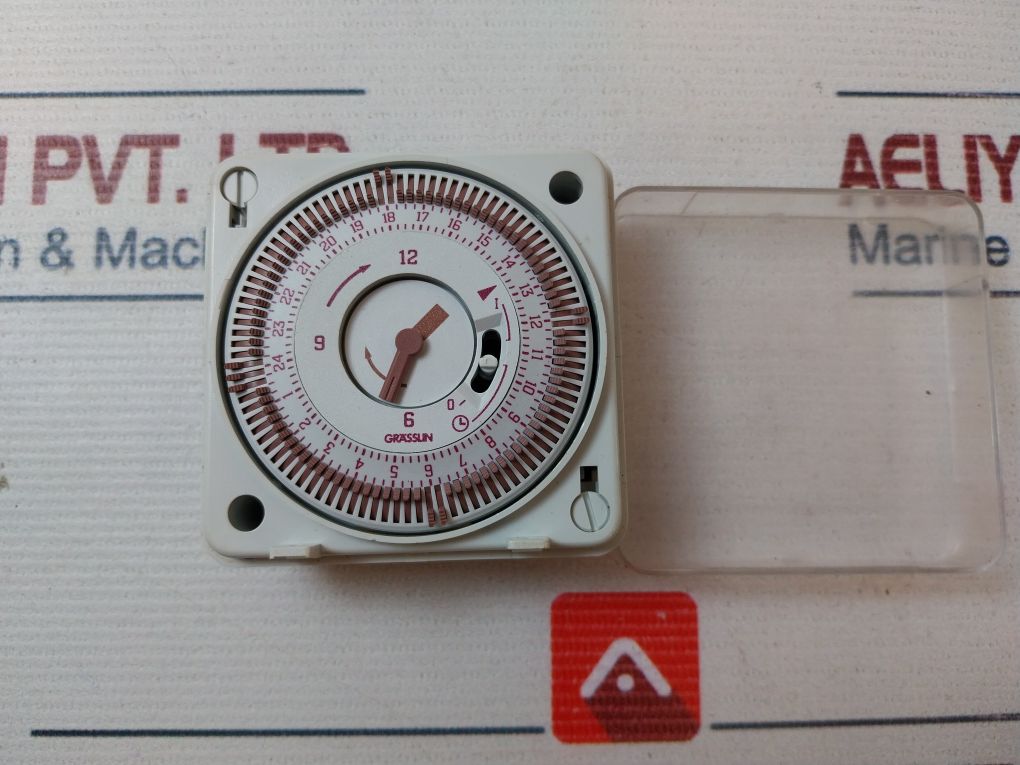 PVT. LTD
AELIY
n & Mac
Marine
12
9
6
I
0
GRÄSSLIN
1 2 3 4 5 6 7 8 9 10 11 12 13 14 15 16 17 18 19 20 21 22 23 24